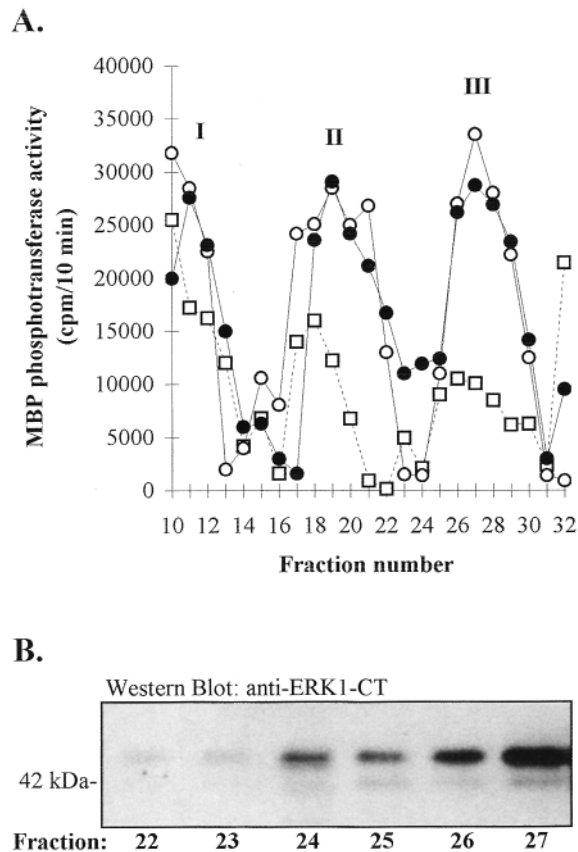 A.
MBP phosphotransferase activity
(cpm/10 min)
40000
35000
30000
25000
20000
15000
10000
5000
0
I
II
III
10 12 14 16 18 20 22 24 26 28 30 32
Fraction number
B.
Western Blot: anti-ERK1-CT
42 kDa-
Fraction: 22 23 24 25 26 27